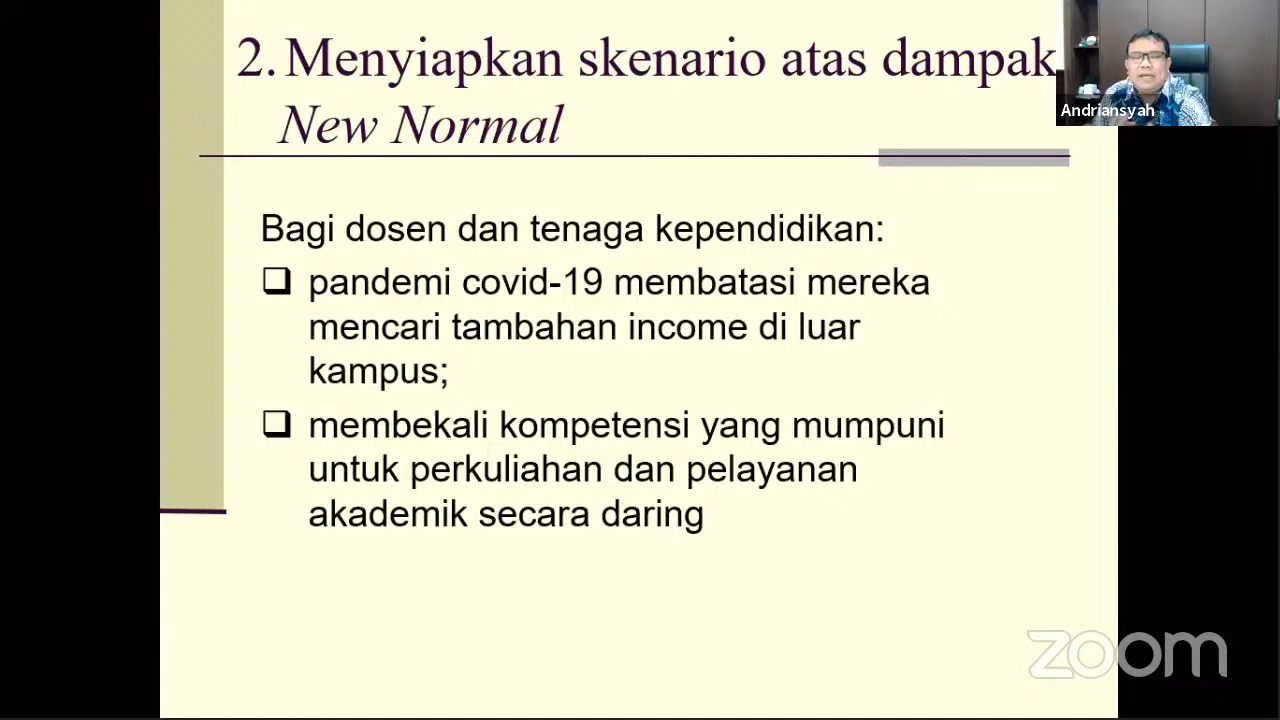 2. Menyiapkan skenario atas dampak
New Normal
Andriansyah
Bagi dosen dan tenaga kependidikan:
❑ pandemi covid-19 membatasi mereka
mencari tambahan income di luar
kampus;
❑ membekali kompetensi yang mumpuni
untuk perkuliahan dan pelayanan
akademik secara daring
zoom